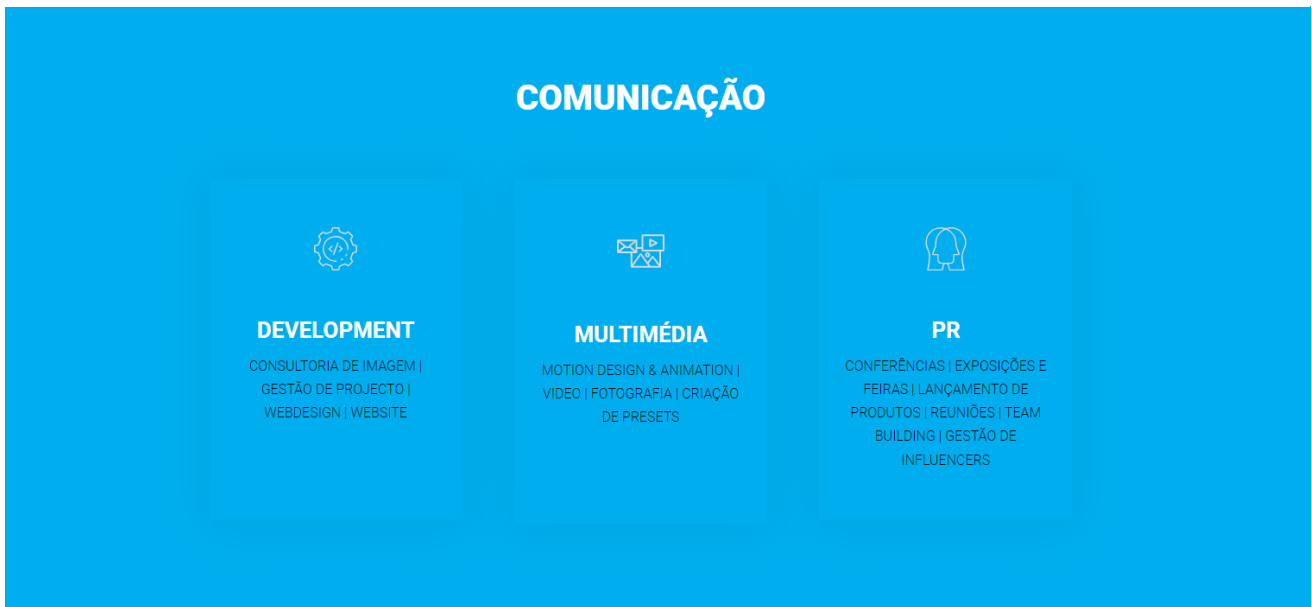 COMUNICAÇÃO
DEVELOPMENT
CONSULTORIA DE IMAGEM |
GESTÃO DE PROJECTO |
WEBDESIGN | WEBSITE
MULTIMÉDIA
MOTION DESIGN & ANIMATION |
VIDEO | FOTOGRAFIA | CRIAÇÃO
DE PRESETS
PR
CONFERÊNCIAS | EXPOSIÇÕES E
FEIRAS | LANÇAMENTO DE
PRODUTOS | REUNIÕES | TEAM
BUILDING | GESTÃO DE
INFLUENCERS